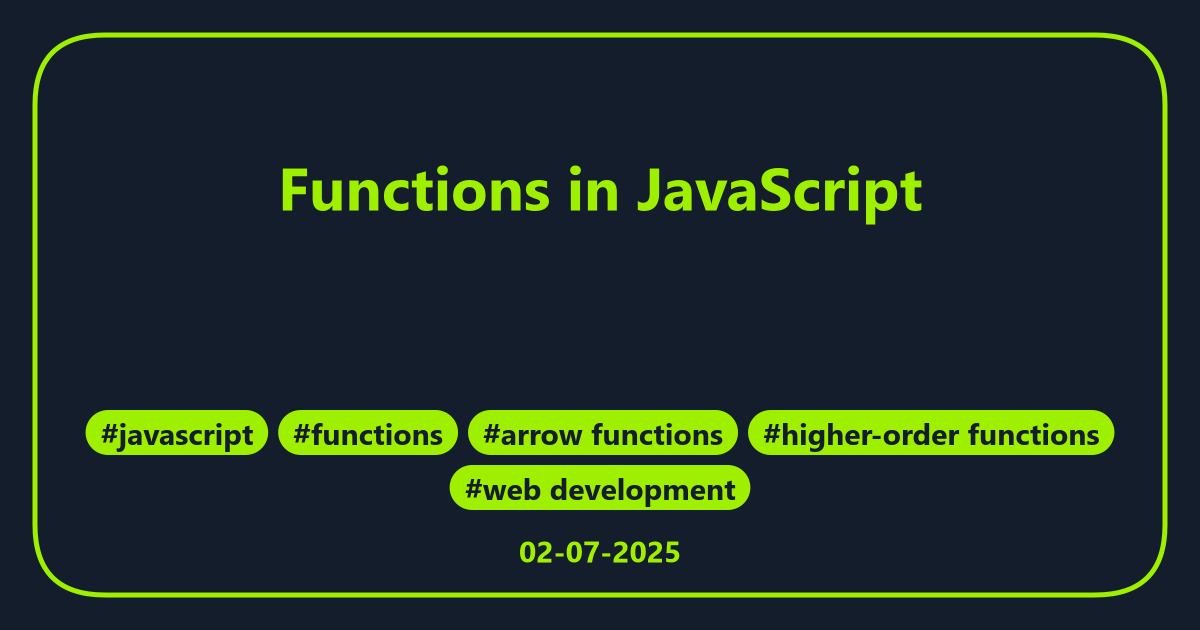 Functions in JavaScript
#javascript #functions #arrow functions #higher-order functions
#web development
02-07-2025